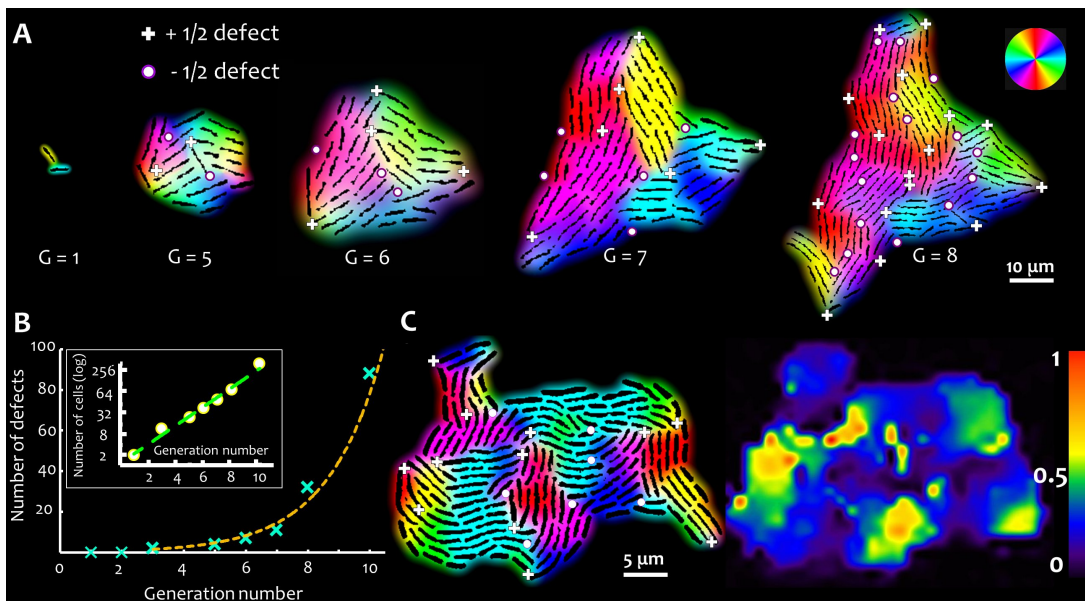 A
+ 1/2 defect
- 1/2 defect
G = 1
G = 5
G = 6
G = 7
G = 8
10 µm
B
Number of defects
100
80
60
40
20
0
2
4
6
8
10
Generation number
Number of cells (log)
256
64
32
8
2
Generation number
2
4
6
8
10
C
5 µm
1
0.5
0